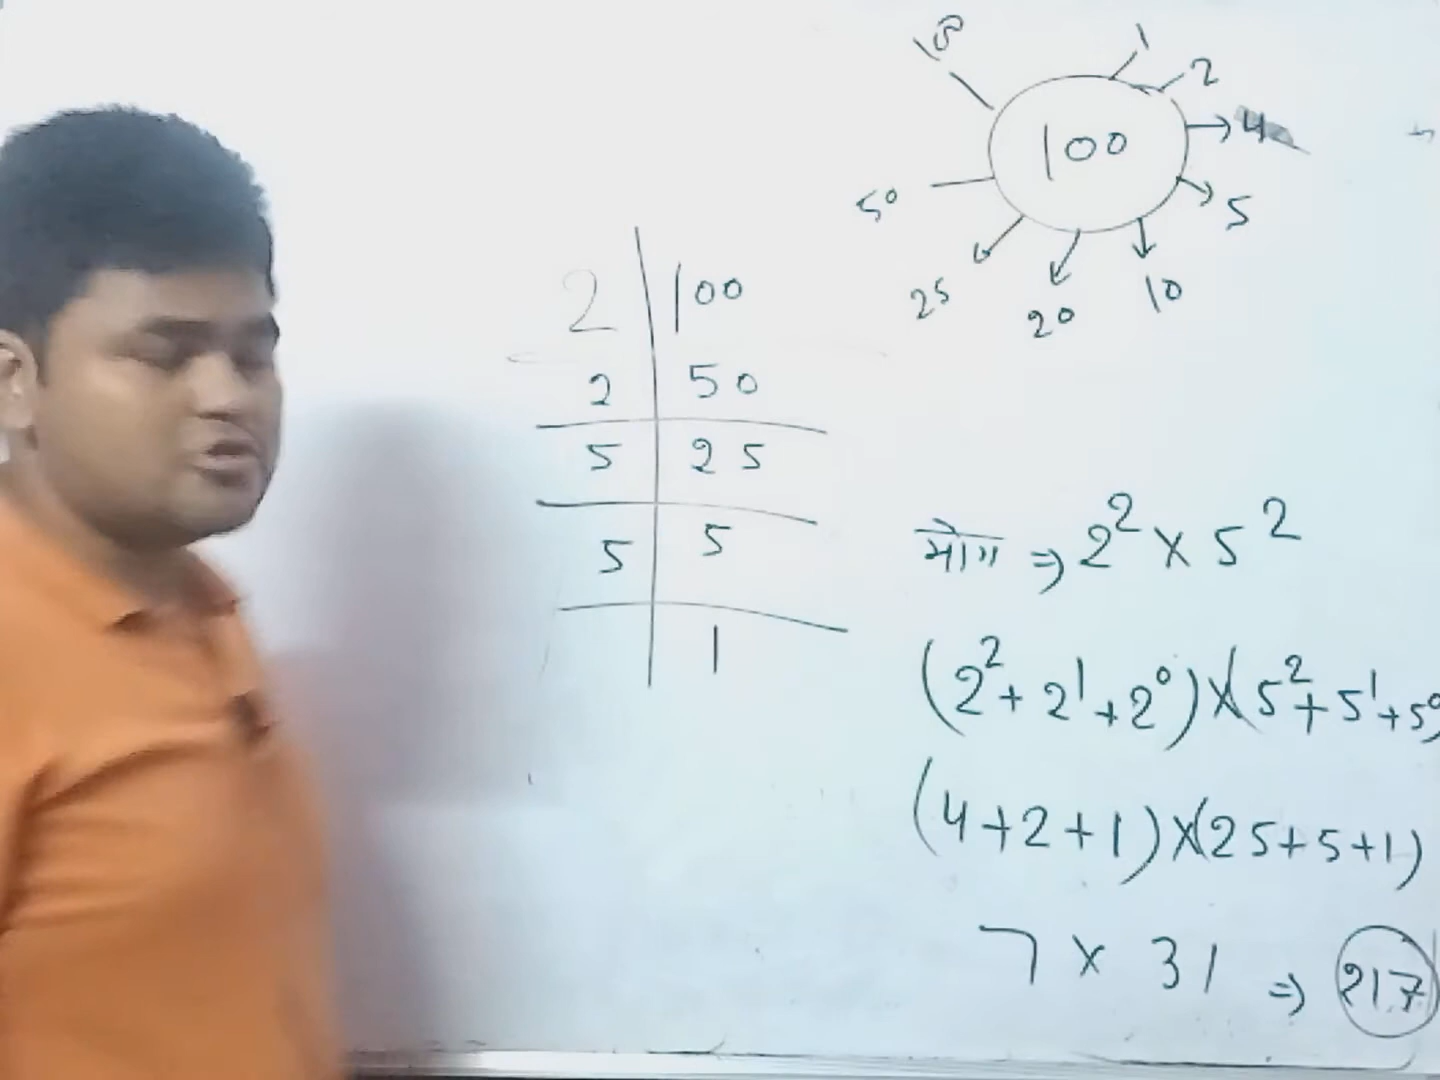 100
1
2
4
5
10
20
25
50
2 | 100
2 | 50
5 | 25
5 | 5
1
योग ⇒ 2² × 5²
(2² + 2¹ + 2⁰) × (5² + 5¹ + 5⁰)
(4+2+1) × (25+5+1)
7 × 31 ⇒ 217